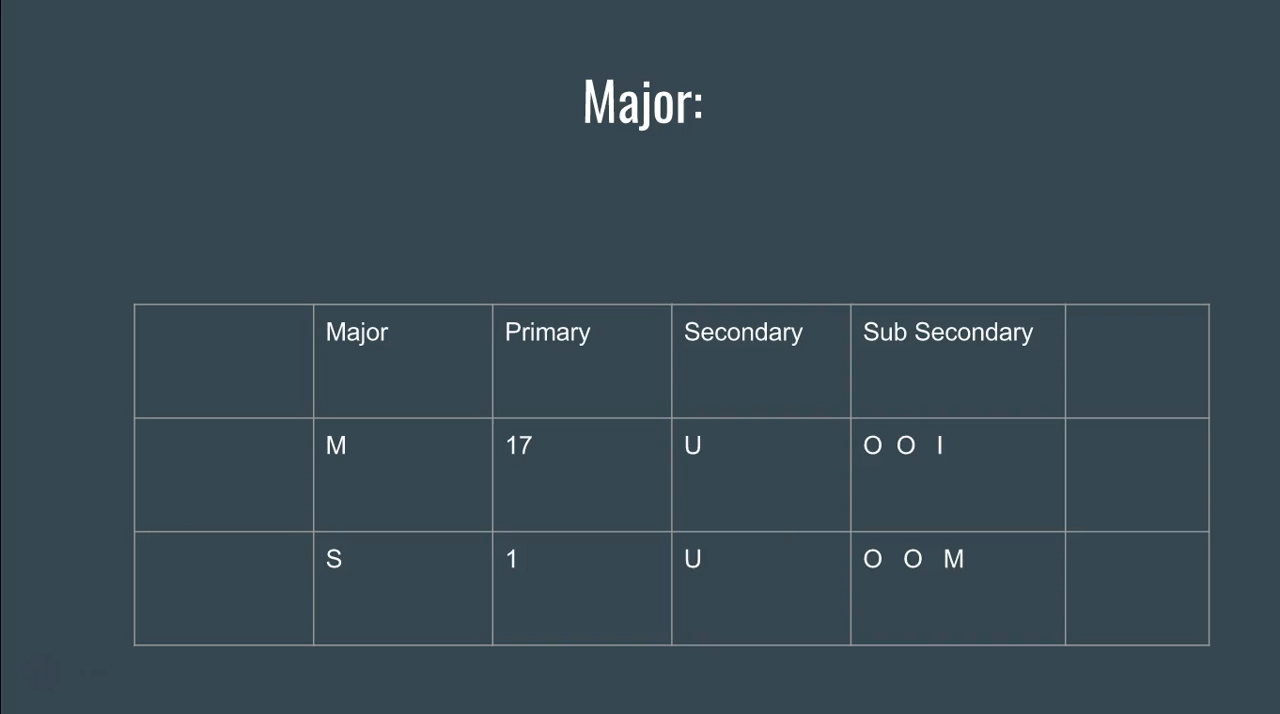 Major:
Major Primary Secondary Sub Secondary
M 17 U O O I
S 1 U O O M